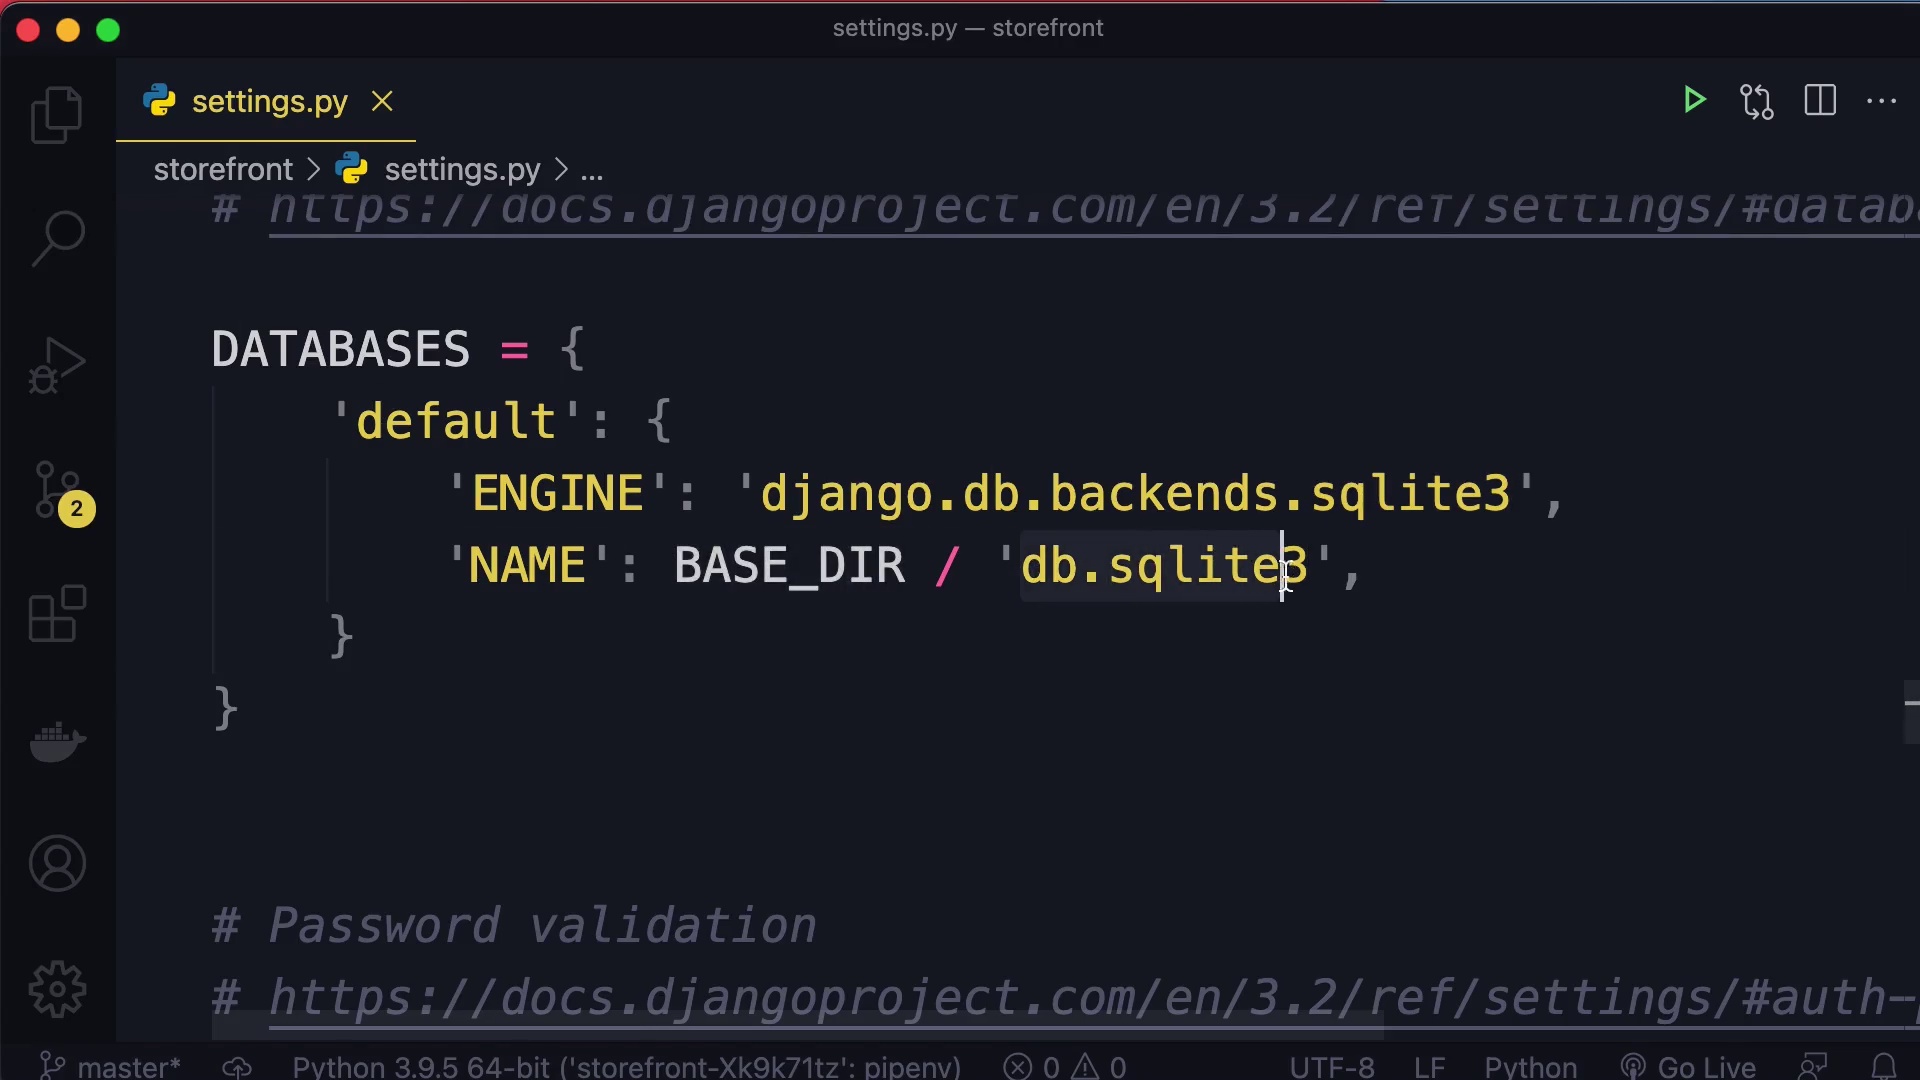 settings.py — storefront
settings.py
storefront > settings.py > ...
# https://docs.djangoproject.com/en/3.2/ref/settings/#datab
DATABASES = {
'default': {
'ENGINE': 'django.db.backends.sqlite3',
'NAME': BASE_DIR / 'db.sqlite3',
}
}
# Password validation
# https://docs.djangoproject.com/en/3.2/ref/settings/#auth-
2
master* Python 3.9.5 64-bit ('storefront-Xk9k71tz': pipenv) 0 0 UTF-8 LF Python Go Live